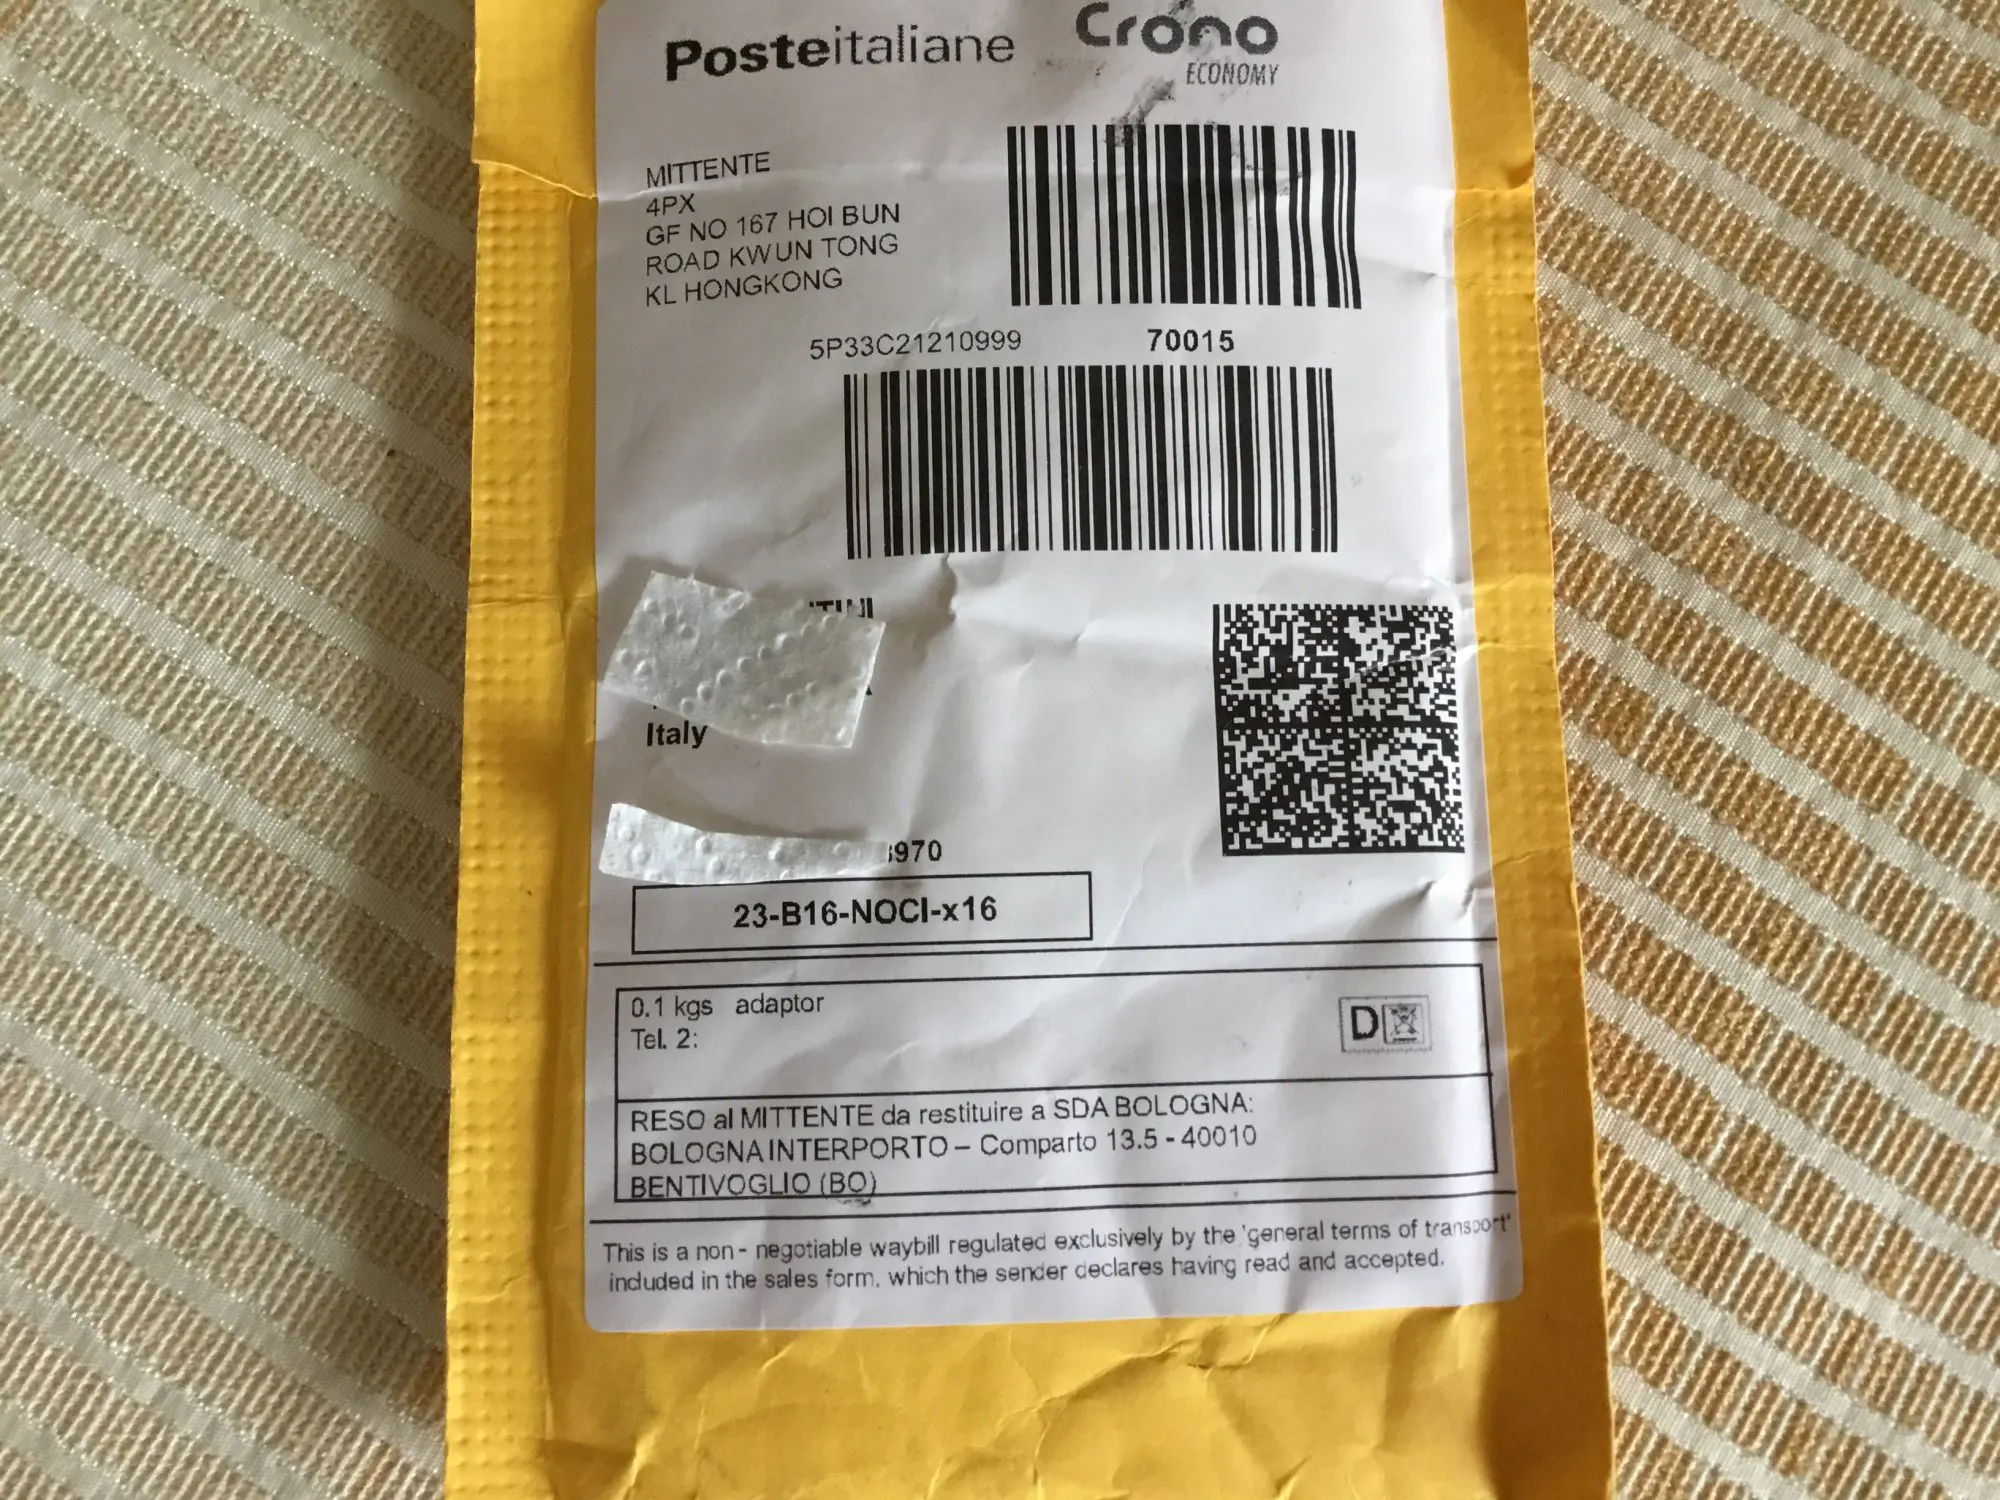 Posteitaliane
Crono
ECONOMY
MITTENTE
4PX
GF NO 167 HOI BUN
ROAD KWUN TONG
KL HONGKONG
5P33C21210999 70015
Italy
970
23-B16-NOCI-x16
0.1 kgs adaptor
Tel. 2:
D
RESO al MITTENTE da restituire a SDA BOLOGNA:
BOLOGNA INTERPORTO – Comparto 13.5 - 40010
BENTIVOGLIO (BO)
This is a non - negotiable waybill regulated exclusively by the 'general terms of transport'
included in the sales form, which the sender declares having read and accepted.